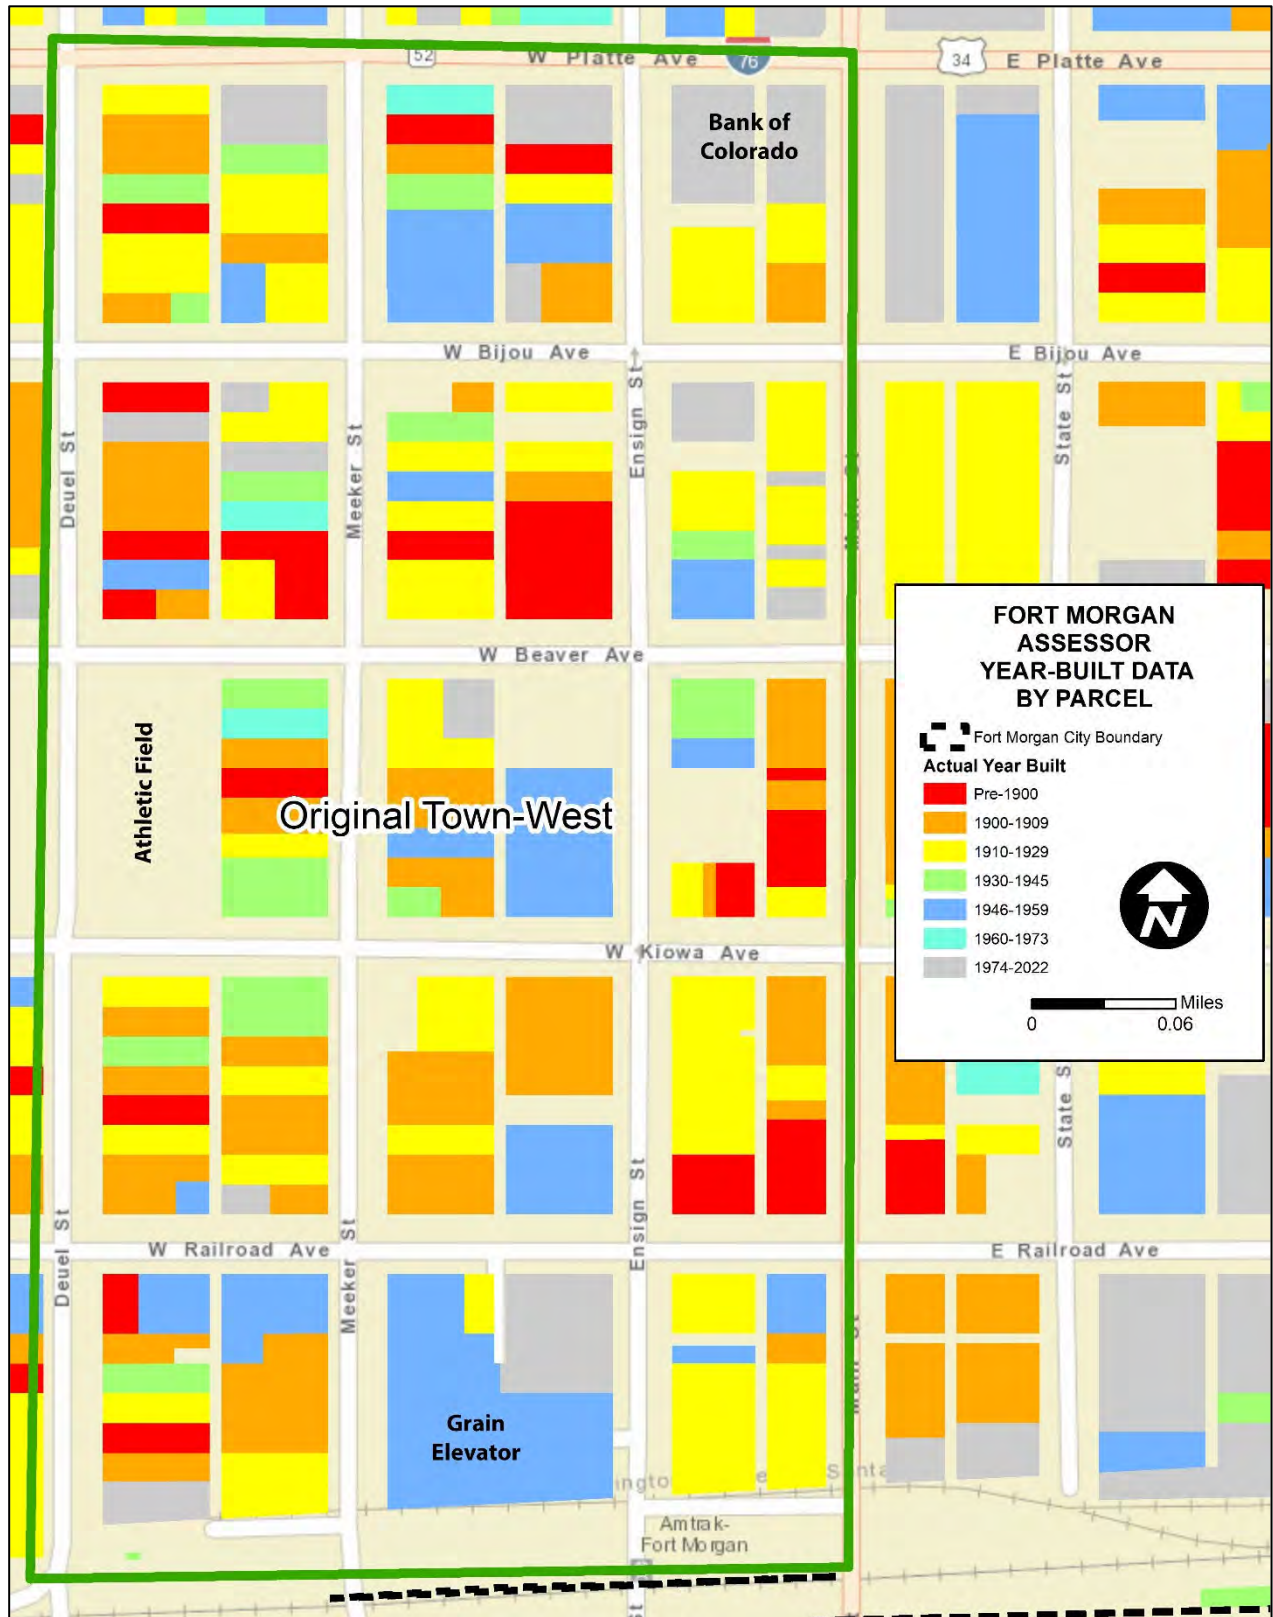 52
W Platte Ave
76
34
E Platte Ave
Bank of
Colorado
W Bijou Ave
E Bijou Ave
Deuel St
Meeker St
Ensign St
State St
W Beaver Ave
FORT MORGAN
ASSESSOR
YEAR-BUILT DATA
BY PARCEL
Fort Morgan City Boundary
Actual Year Built
Pre-1900
1900-1909
1910-1929
1930-1945
1946-1959
1960-1973
1974-2022
N
Miles
0
0.06
Athletic Field
Original Town-West
W Kiowa Ave
State S
Deuel St
Meeker St
Ensign St
W Railroad Ave
E Railroad Ave
Main St
Grain
Elevator
Amtrak-
Fort Morgan
st